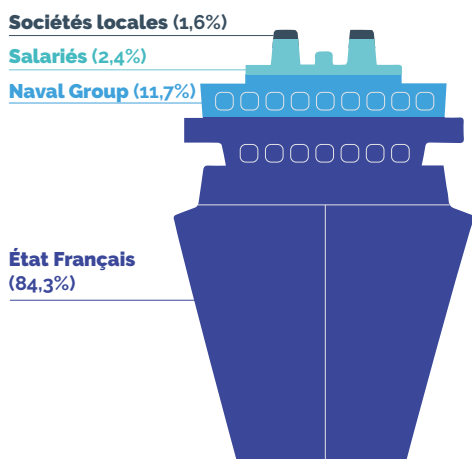 Sociétés locales (1,6%)
Salariés (2,4%)
Naval Group (11,7%)
État Français
(84,3%)